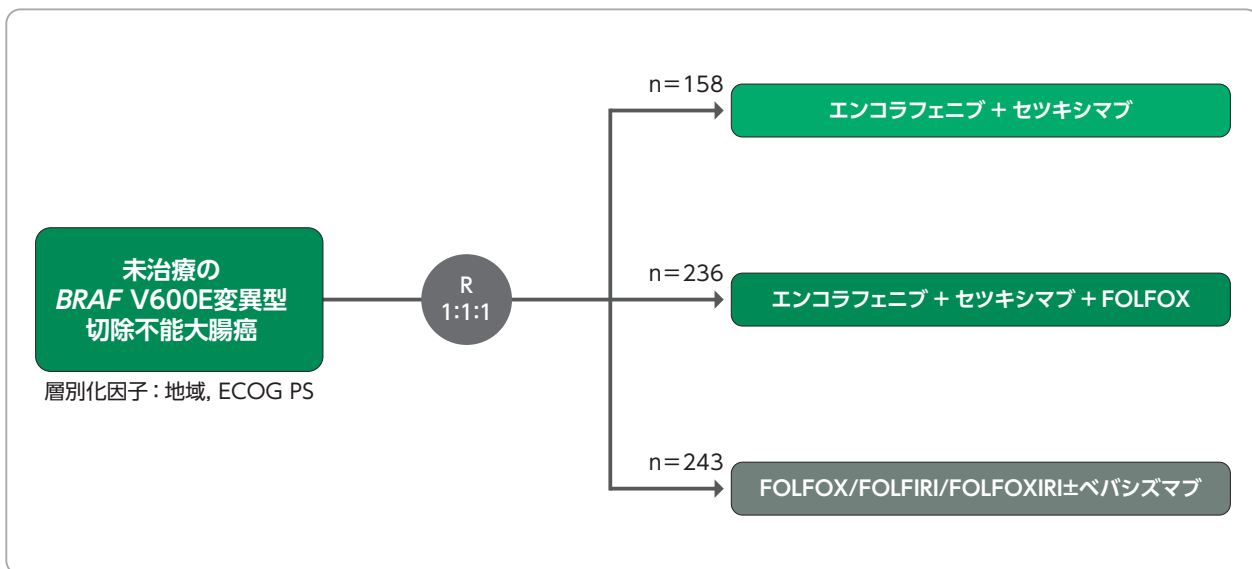 未治療の
BRAF V600E変異型
切除不能大腸癌
層別化因子：地域, ECOG PS
R
1:1:1
n＝158
エンコラフェニブ + セツキシマブ
n＝236
エンコラフェニブ + セツキシマブ + FOLFOX
n＝243
FOLFOX/FOLFIRI/FOLFOXIRI±ベバシズマブ